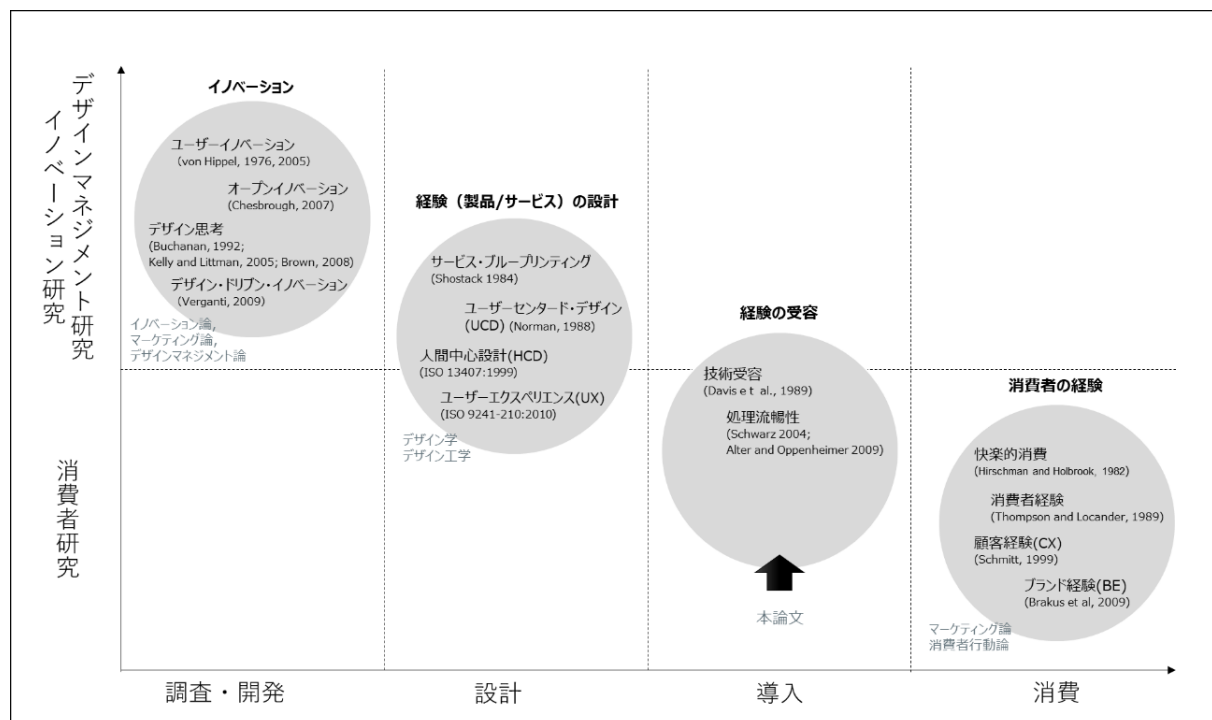 デザインマネジメント研究
イノベーション研究
消費者研究
イノベーション
ユーザーイノベーション
(von Hippel, 1976, 2005)
オープンイノベーション
(Chesbrough, 2007)
デザイン思考
(Buchanan, 1992;
Kelly and Littman, 2005; Brown, 2008)
デザイン・ドリブン・イノベーション
(Verganti, 2009)
イノベーション論,
マーケティング論,
デザインマネジメント論
経験（製品/サービス）の設計
サービス・ブループリンティング
(Shostack 1984)
ユーザーセンタード・デザイン
(UCD) (Norman, 1988)
人間中心設計(HCD)
(ISO 13407:1999)
ユーザーエクスペリエンス(UX)
(ISO 9241-210:2010)
デザイン学
デザイン工学
経験の受容
技術受容
(Davis e t al., 1989)
処理流暢性
(Schwarz 2004;
Alter and Oppenheimer 2009)
本論文
消費者の経験
快楽的消費
(Hirschman and Holbrook, 1982)
消費者経験
(Thompson and Locander, 1989)
顧客経験(CX)
(Schmitt, 1999)
ブランド経験(BE)
(Brakus et al, 2009)
マーケティング論
消費者行動論
調査・開発
設計
導入
消費